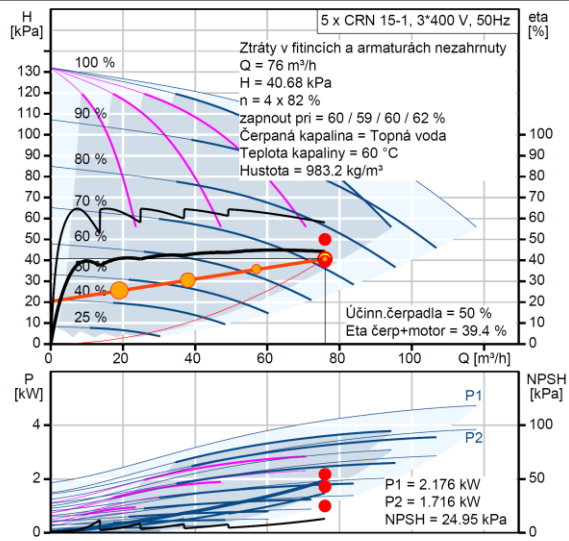 H
[kPa]
5 x CRN 15-1, 3*400 V, 50Hz
eta
[%]
Ztráty v fitincích a armaturách nezahrnuty
Q = 76 m³/h
H = 40.68 kPa
n = 4 x 82 %
zapnout pri = 60 / 59 / 60 / 62 %
Čerpaná kapalina = Topná voda
Teplota kapaliny = 60 °C
Hustota = 983.2 kg/m³
130
120
110
100
90
80
70
60
50
40
30
20
10
0
100 %
90 %
80 %
70 %
60 %
50 %
40 %
25 %
100
90
80
70
60
50
40
30
20
10
0
Účinn.čerpadla = 50 %
Eta čerp+motor = 39.4 %
0
20
40
60
80
100
Q [m³/h]
P
[kW]
NPSH
[kPa]
4
2
0
P1
P2
100
50
0
P1 = 2.176 kW
P2 = 1.716 kW
NPSH = 24.95 kPa